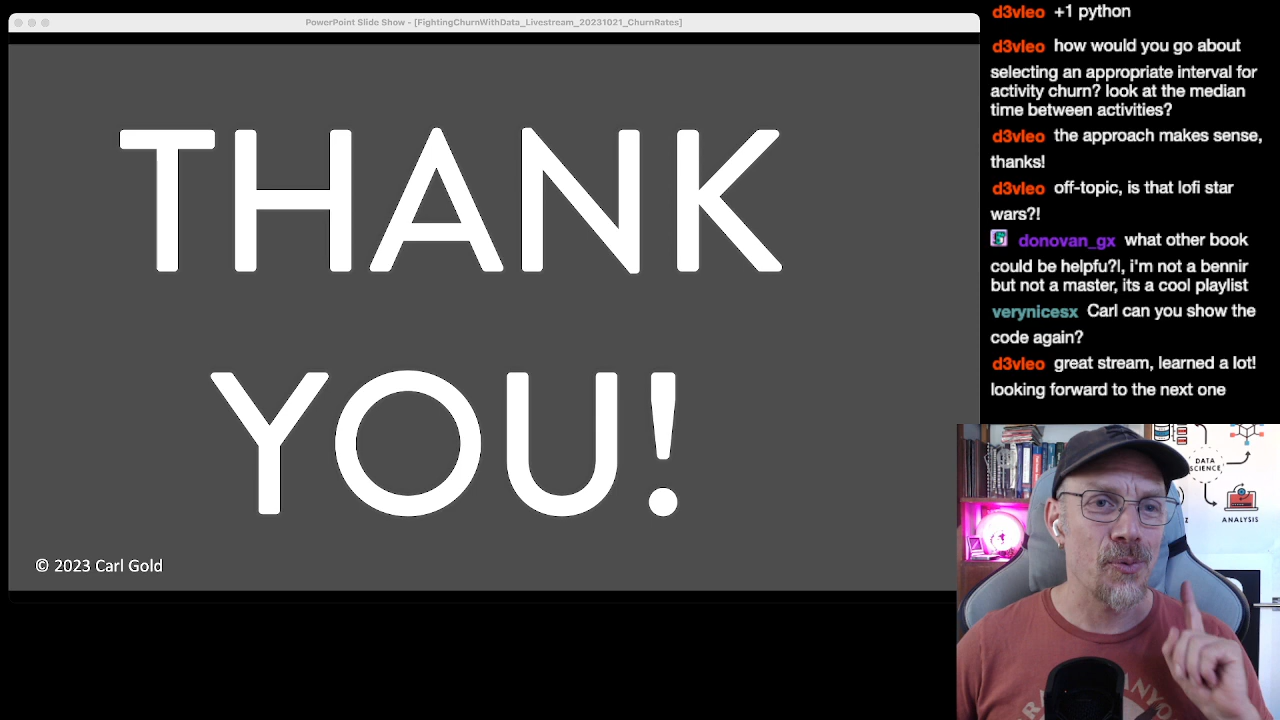 PowerPoint Slide Show - [FightingChurnWithData_Livestream_20231021_ChurnRates]
THANK
YOU!
© 2023 Carl Gold
d3vleo +1 python
d3vleo how would you go about
selecting an appropriate interval for
activity churn? look at the median
time between activities?
d3vleo the approach makes sense,
thanks!
d3vleo off-topic, is that lofi star
wars?!
donovan_gx what other book
could be helpfu?l, i'm not a bennir
but not a master, its a cool playlist
verynicesx Carl can you show the
code again?
d3vleo great stream, learned a lot!
looking forward to the next one
DATA
SCIENCE
ANALYSIS